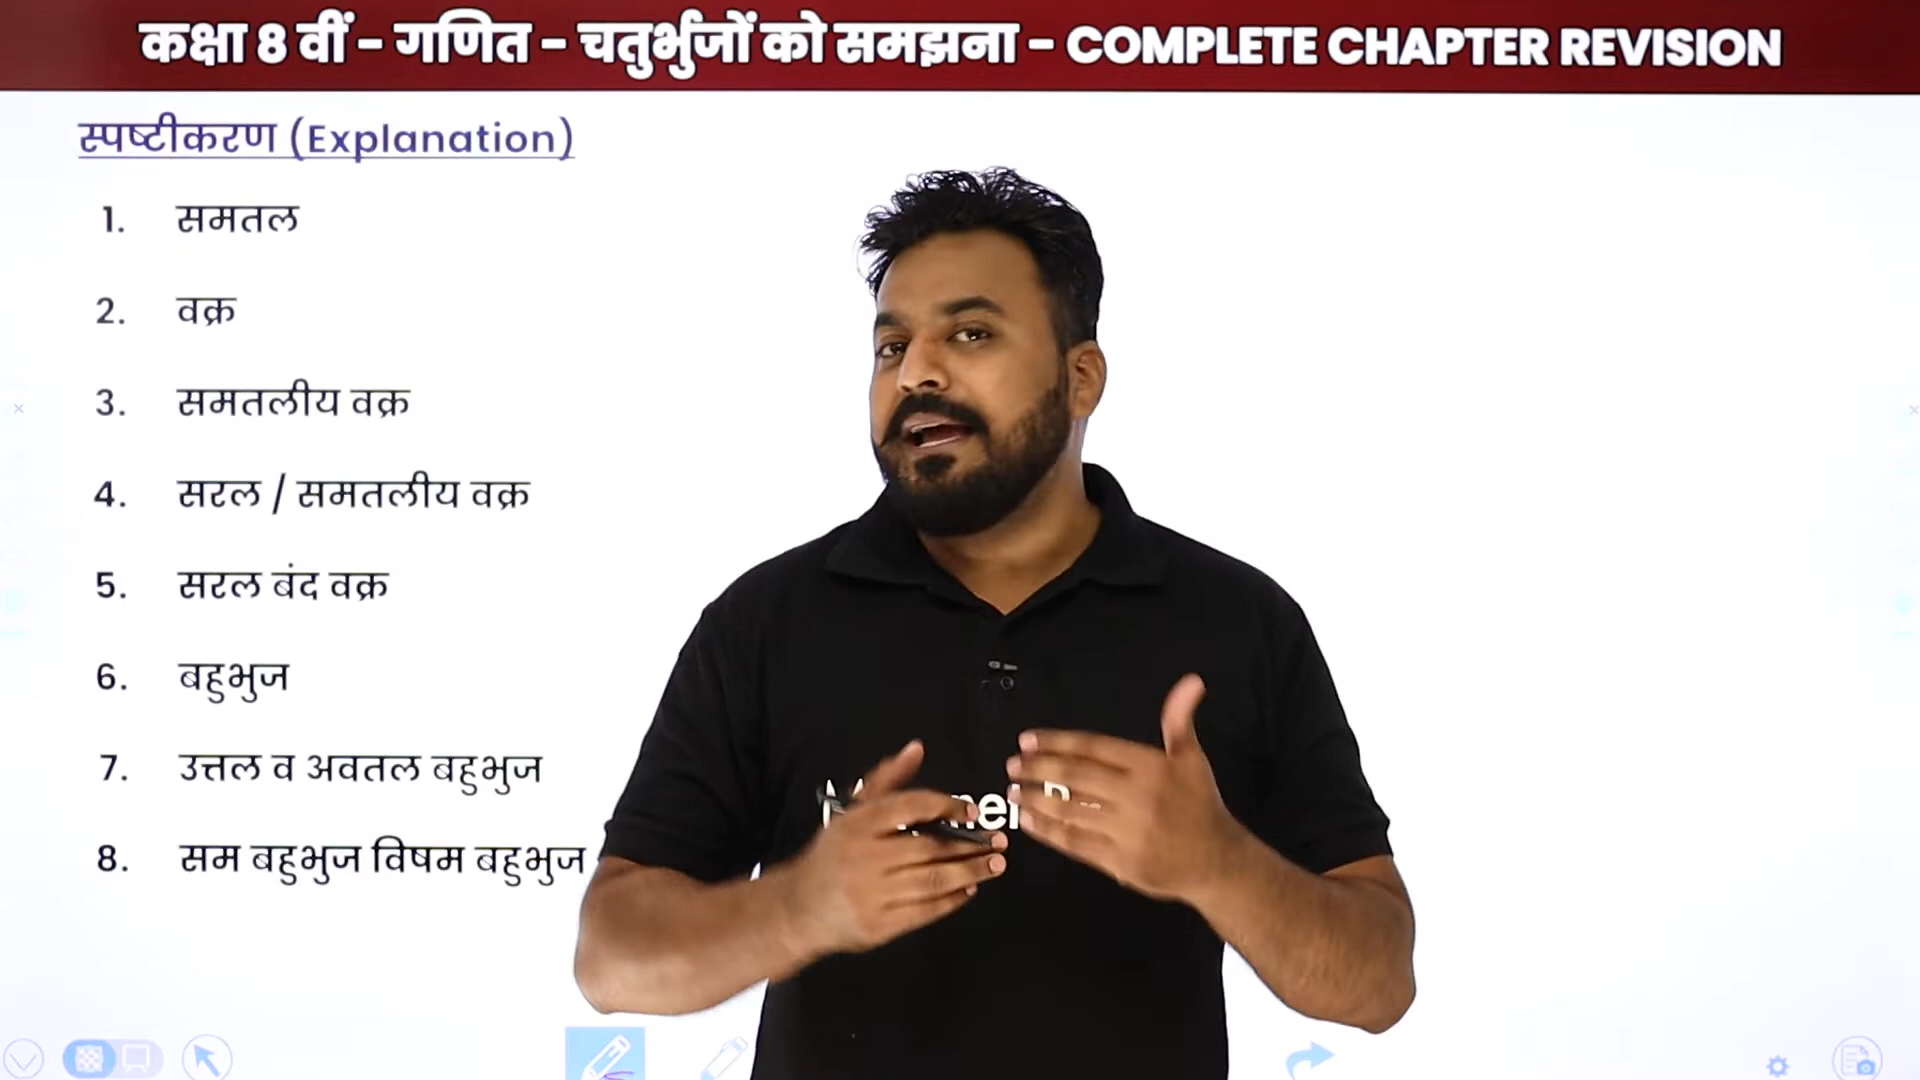 कक्षा 8 वीं - गणित - चतुर्भुजों को समझना - COMPLETE CHAPTER REVISION
स्पष्टीकरण (Explanation)
1. समतल
2. वक्र
3. समतलीय वक्र
4. सरल / समतलीय वक्र
5. सरल बंद वक्र
6. बहुभुज
7. उत्तल व अवतल बहुभुज
8. सम बहुभुज विषम बहुभुज